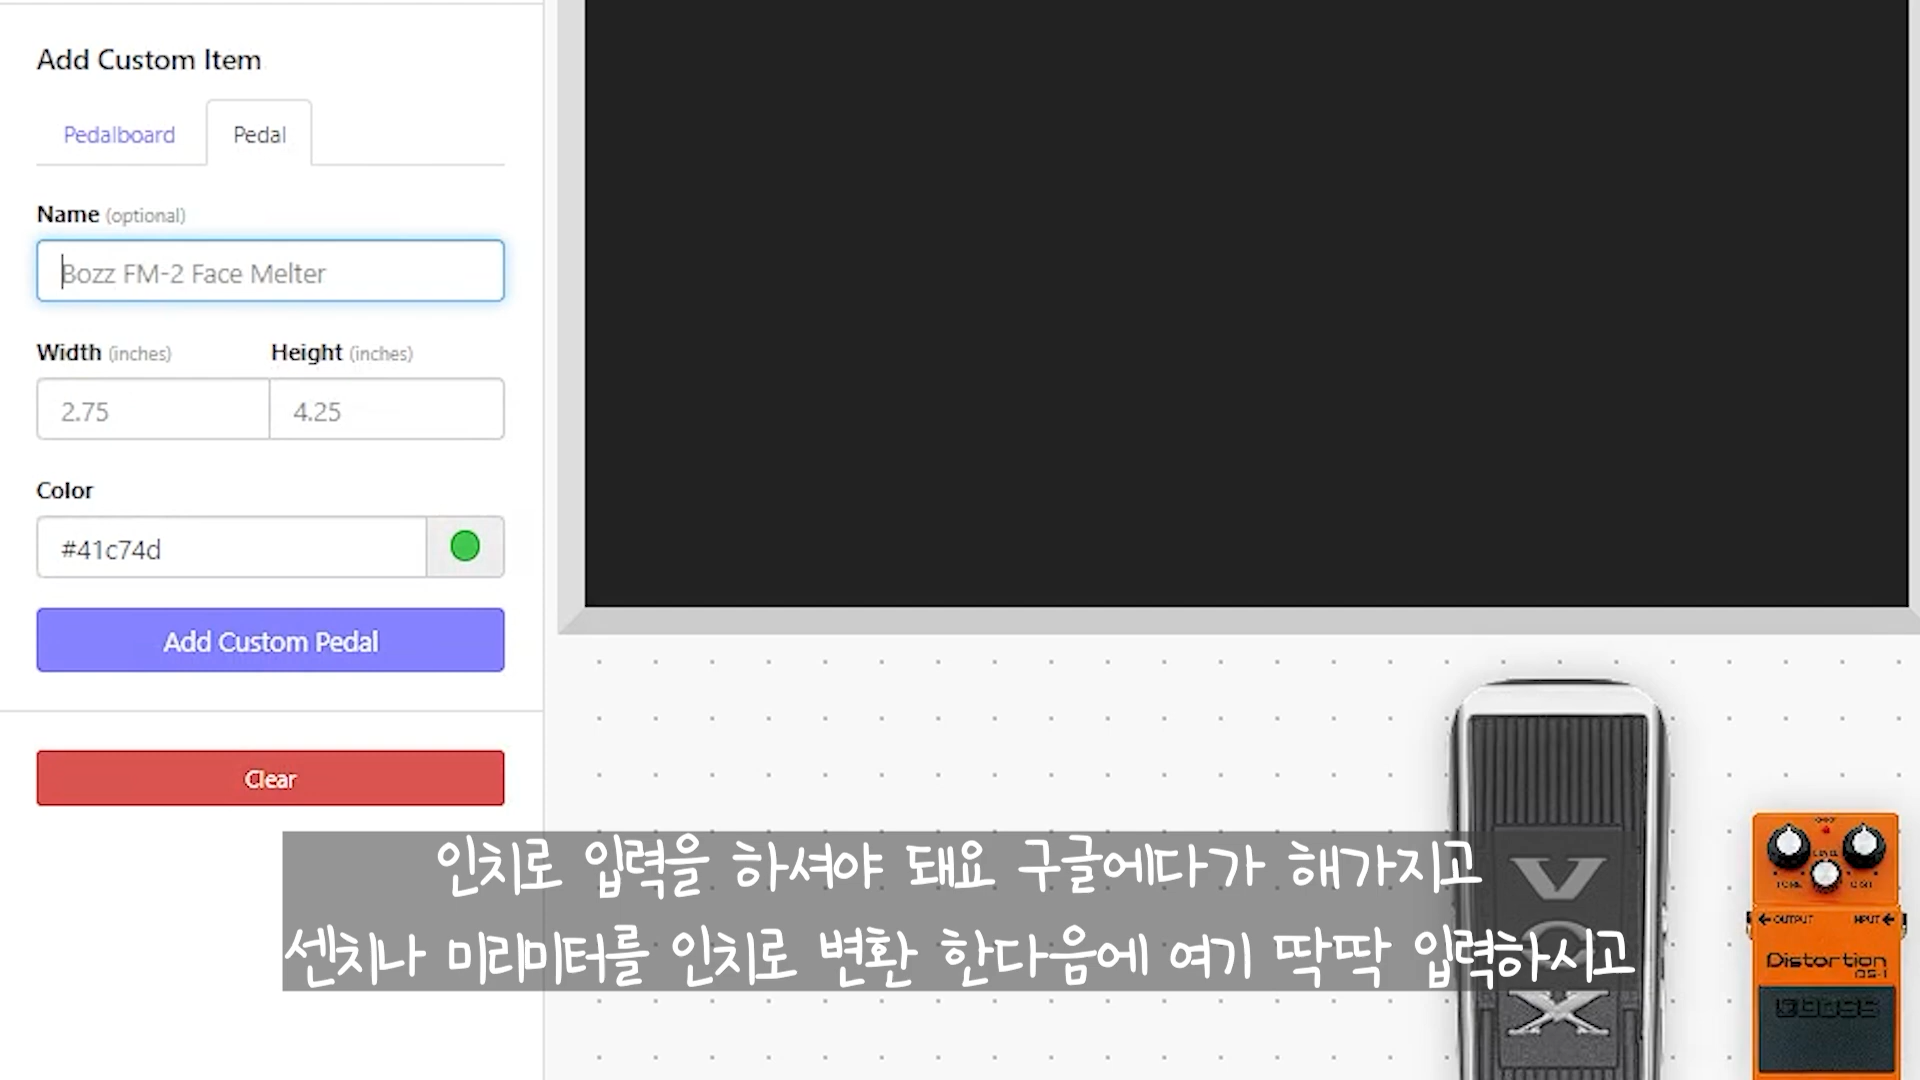 Add Custom Item
Pedalboard
Pedal
Name (optional)
Bozz FM-2 Face Melter
Width (inches)
Height (inches)
2.75
4.25
Color
#41c74d
Add Custom Pedal
Clear
인치로 입력을 하셔야 돼요 구글에다가 해가지고
센치나 미리미터를 인치로 변환 한다음에 여기 딱딱 입력하시고
VOX
LEVEL
TONE
DIST
OUTPUT
INPUT
Distortion
DS-1
BOSS